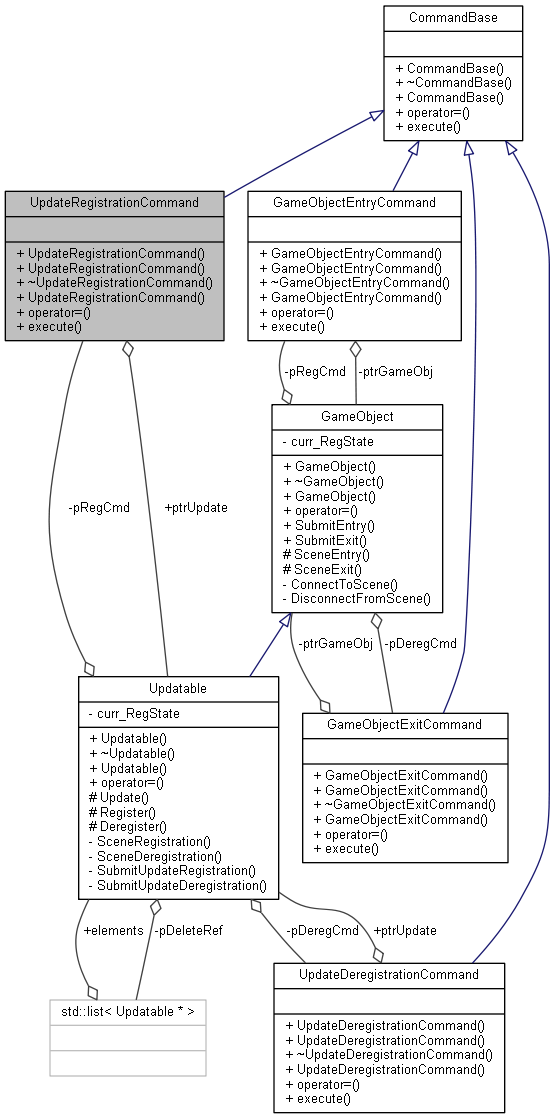 CommandBase
+ CommandBase()
+ ~CommandBase()
+ CommandBase()
+ operator=()
+ execute()
UpdateRegistrationCommand
+ UpdateRegistrationCommand()
+ UpdateRegistrationCommand()
+ ~UpdateRegistrationCommand()
+ UpdateRegistrationCommand()
+ operator=()
+ execute()
GameObjectEntryCommand
+ GameObjectEntryCommand()
+ GameObjectEntryCommand()
+ ~GameObjectEntryCommand()
+ GameObjectEntryCommand()
+ operator=()
+ execute()
-pRegCmd
-ptrGameObj
GameObject
- curr_RegState
+ GameObject()
+ ~GameObject()
+ GameObject()
+ operator=()
+ SubmitEntry()
+ SubmitExit()
# SceneEntry()
# SceneExit()
- ConnectToScene()
- DisconnectFromScene()
-pRegCmd
+ptrUpdate
-ptrGameObj
-pDeregCmd
Updatable
- curr_RegState
+ Updatable()
+ ~Updatable()
+ Updatable()
+ operator=()
# Update()
# Register()
# Deregister()
- SceneRegistration()
- SceneDeregistration()
- SubmitUpdateRegistration()
- SubmitUpdateDeregistration()
GameObjectExitCommand
+ GameObjectExitCommand()
+ GameObjectExitCommand()
+ ~GameObjectExitCommand()
+ GameObjectExitCommand()
+ operator=()
+ execute()
+elements
-pDeleteRef
-pDeregCmd
+ptrUpdate
std::list< Updatable * >
UpdateDeregistrationCommand
+ UpdateDeregistrationCommand()
+ UpdateDeregistrationCommand()
+ ~UpdateDeregistrationCommand()
+ UpdateDeregistrationCommand()
+ operator=()
+ execute()